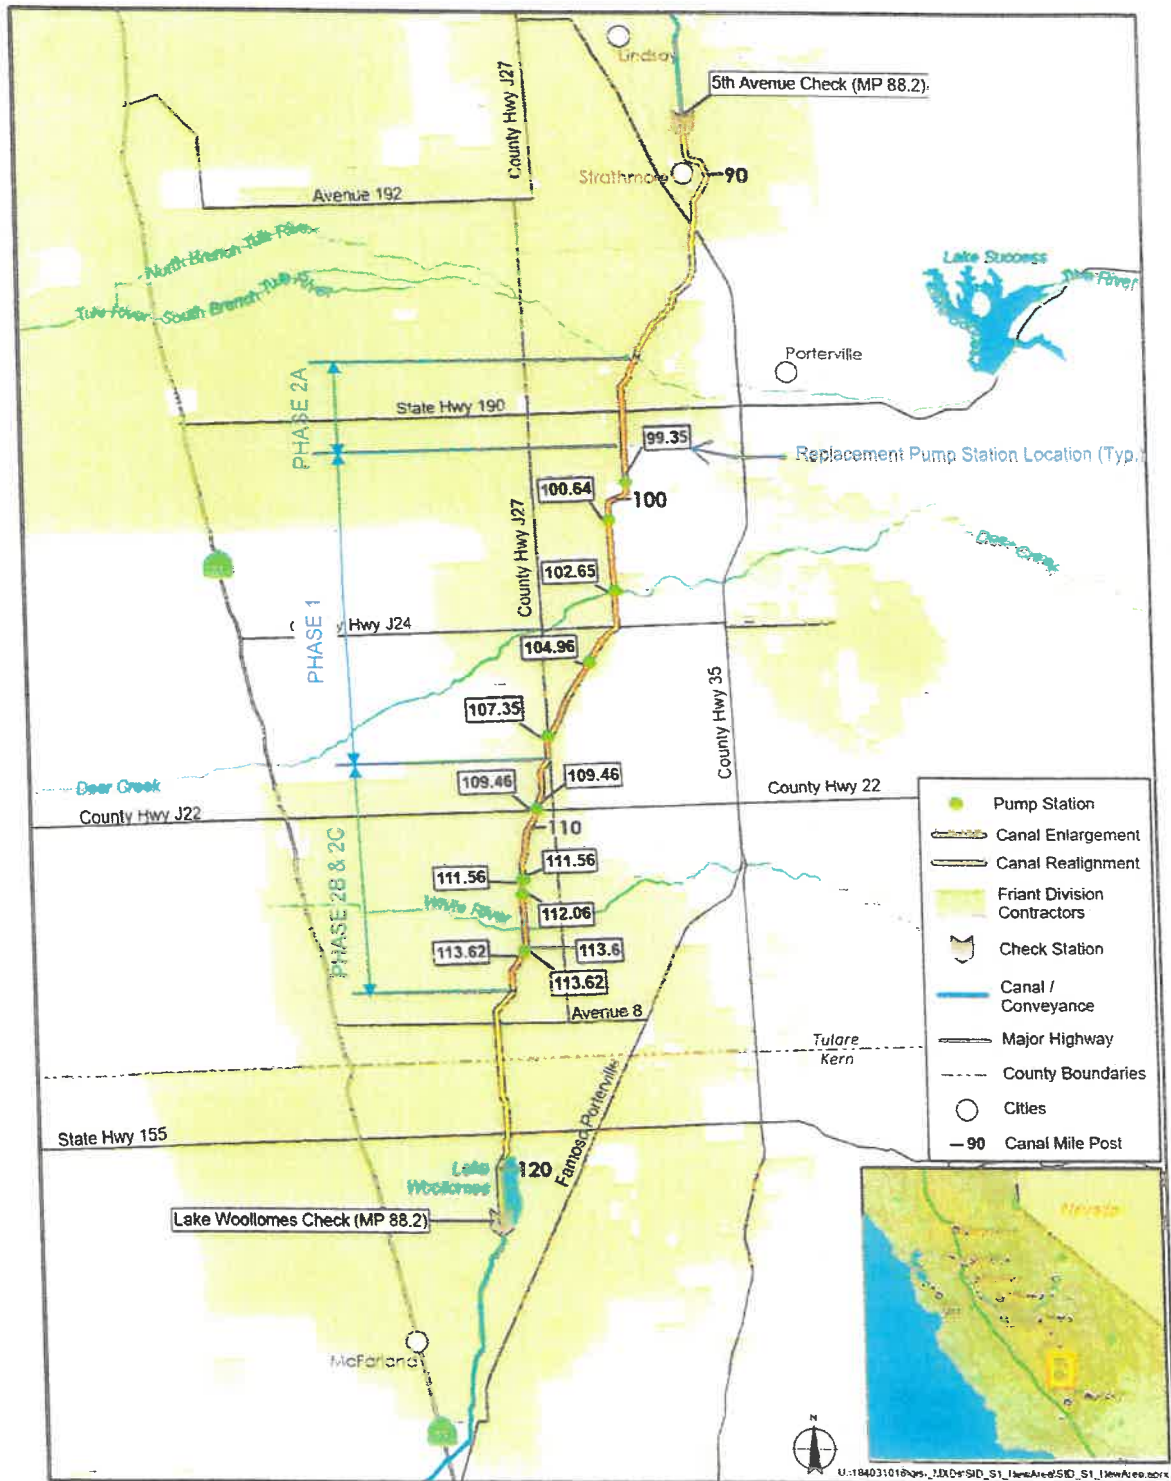 Lindsay
5th Avenue Check (MP 88.2)
County Hwy J27
Strathmore
90
Avenue 192
North Branch Tule River
South Branch Tule River
Tule River
Lake Success
Tule River
Porterville
PHASE 2A
State Hwy 190
99.35
Replacement Pump Station Location (Typ.)
100.64
100
County Hwy J27
Deer Creek
102.65
PHASE 1
Hwy J24
104.96
107.35
County Hwy 35
109.46
109.46
Deer Creek
County Hwy J22
County Hwy 22
110
PHASE 2B & 2C
111.56
111.56
White River
112.06
113.62
113.6
113.62
Avenue 8
Tulare
Kern
Famoso Porterville
State Hwy 155
Lake
Woollomes
120
Lake Woollomes Check (MP 88.2)
McFarland
Pump Station
Canal Enlargement
Canal Realignment
Friant Division
Contractors
Check Station
Canal /
Conveyance
Major Highway
County Boundaries
Cities
90 Canal Mile Post
Nevada
N